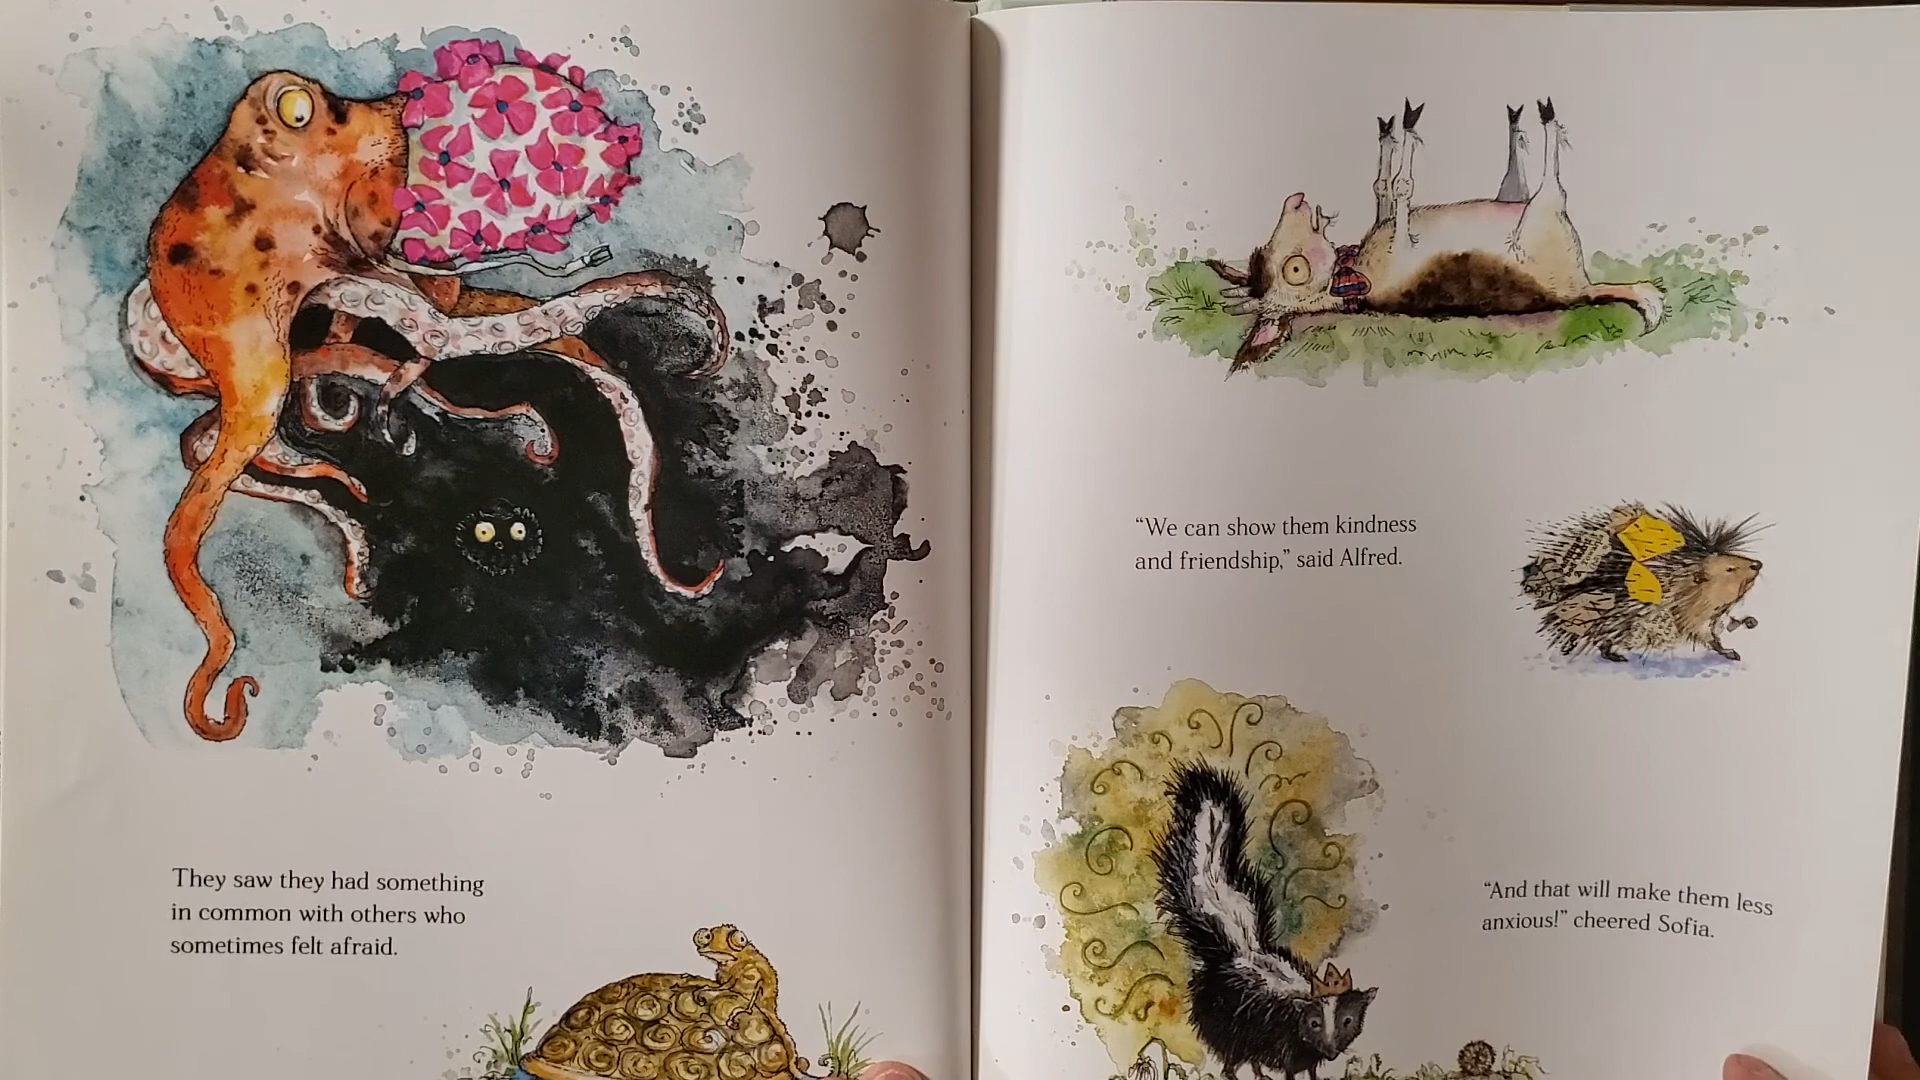 They saw they had something
in common with others who
sometimes felt afraid.
“We can show them kindness
and friendship,” said Alfred.
“And that will make them less
anxious!” cheered Sofia.